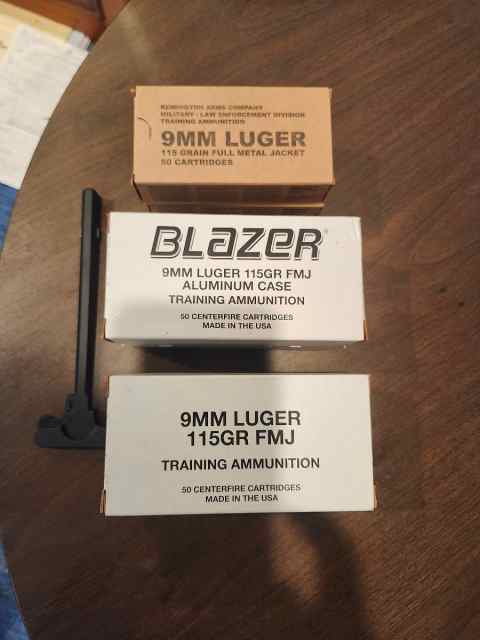 REMINGTON ARMS COMPANY
MILITARY - LAW ENFORCEMENT DIVISION
TRAINING AMMUNITION
9MM LUGER
115 GRAIN FULL METAL JACKET
50 CARTRIDGES
BLAZER®
9MM LUGER 115GR FMJ
ALUMINUM CASE
TRAINING AMMUNITION
50 CENTERFIRE CARTRIDGES
MADE IN THE USA
9MM LUGER
115GR FMJ
TRAINING AMMUNITION
50 CENTERFIRE CARTRIDGES
MADE IN THE USA